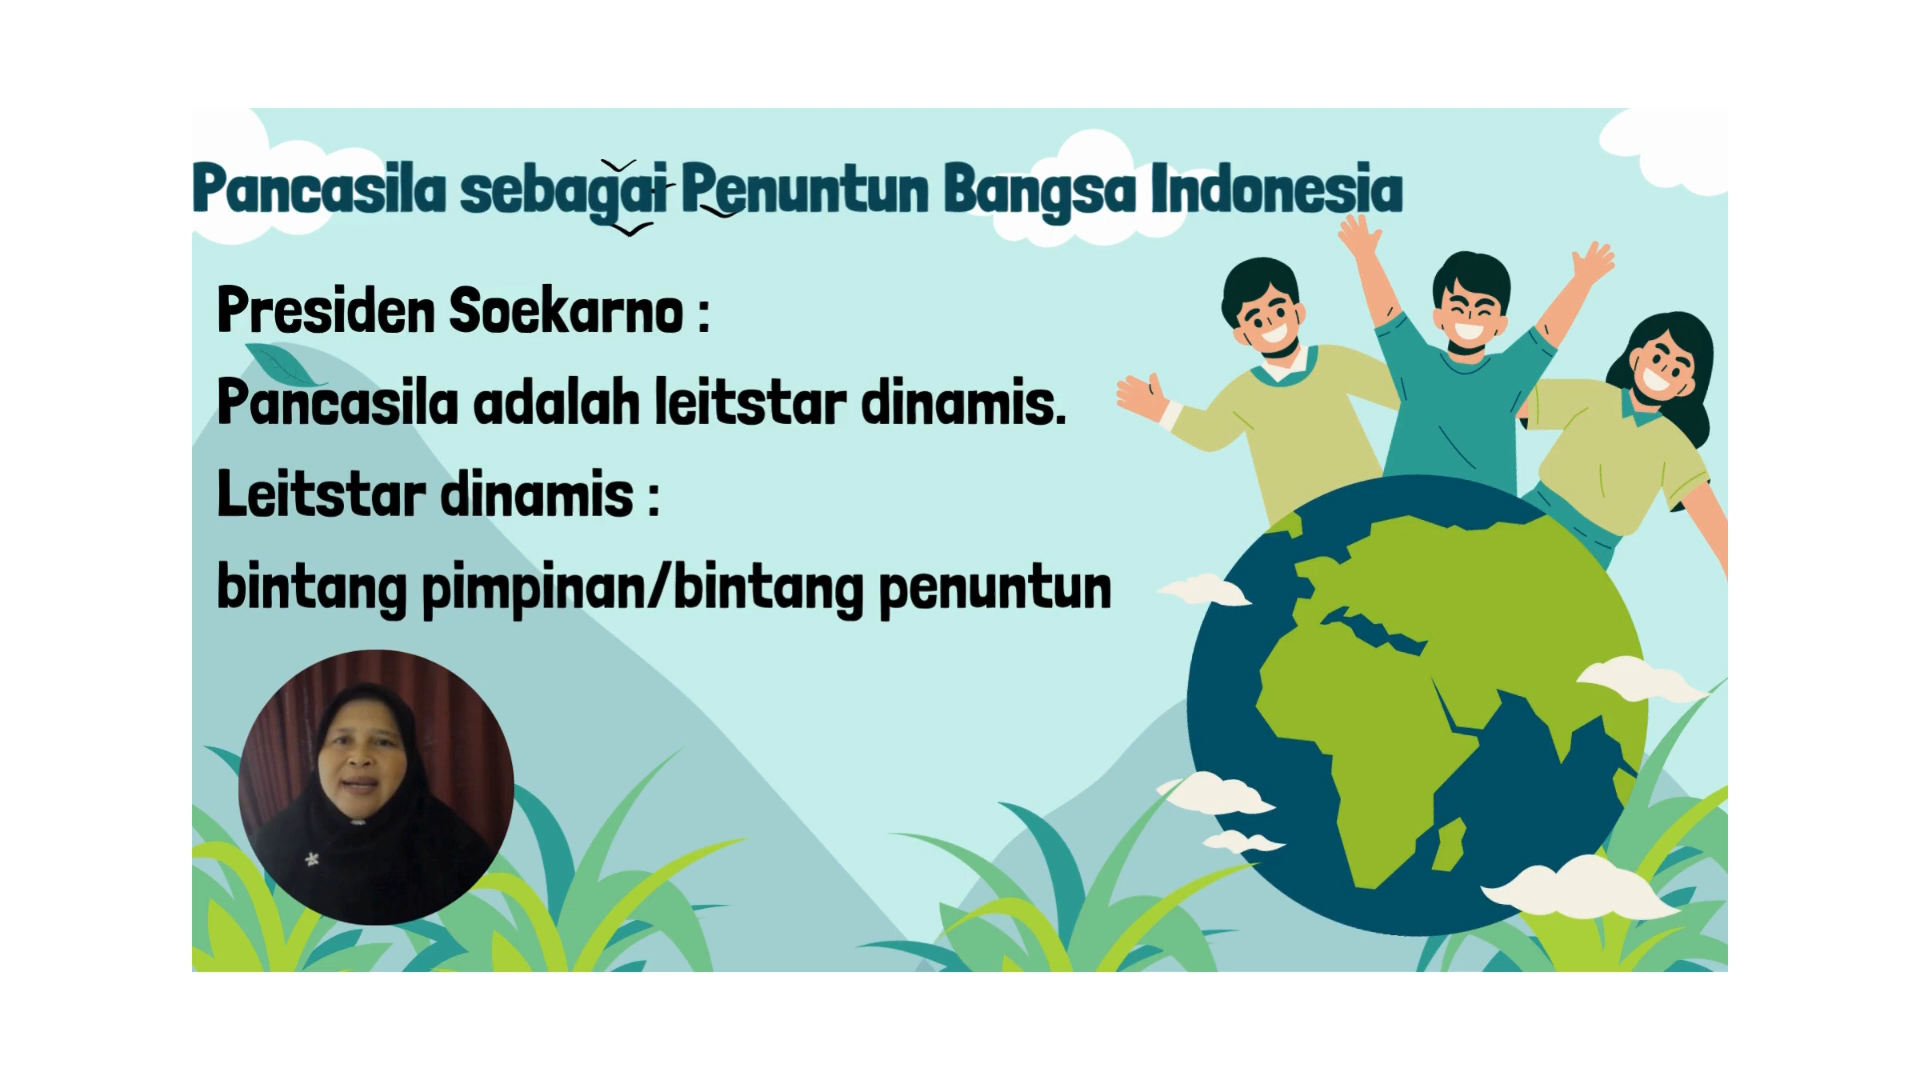 Pancasila sebagai Penuntun Bangsa Indonesia
Presiden Soekarno :
Pancasila adalah leitstar dinamis.
Leitstar dinamis :
bintang pimpinan/bintang penuntun